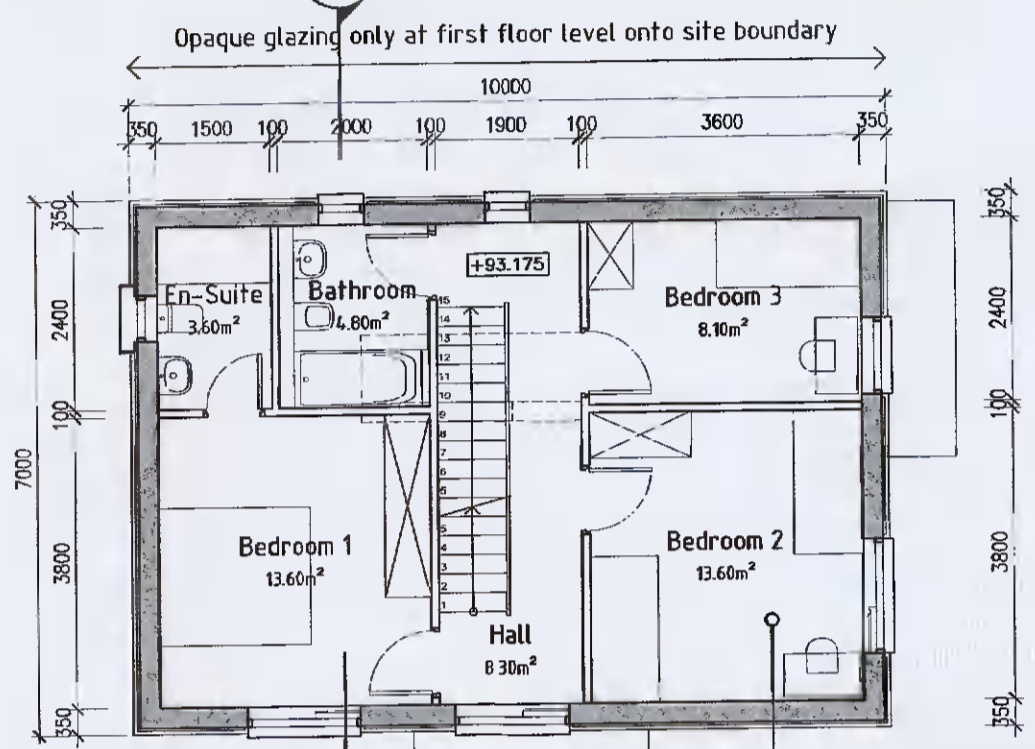 Opaque glazing only at first floor level onto site boundary
10000
350 1500 100 2000 100 1900 100 3600 350
350
2400
100
7000
3800
350
350
2400
100
3800
350
+93.175
En-Suite
3.60m²
Bathroom
4.80m²
Bedroom 3
8.10m²
15
14
13
12
11
10
9
8
7
6
5
5
4
3
2
1
Bedroom 1
13.60m²
Bedroom 2
13.60m²
Hall
8.30m²